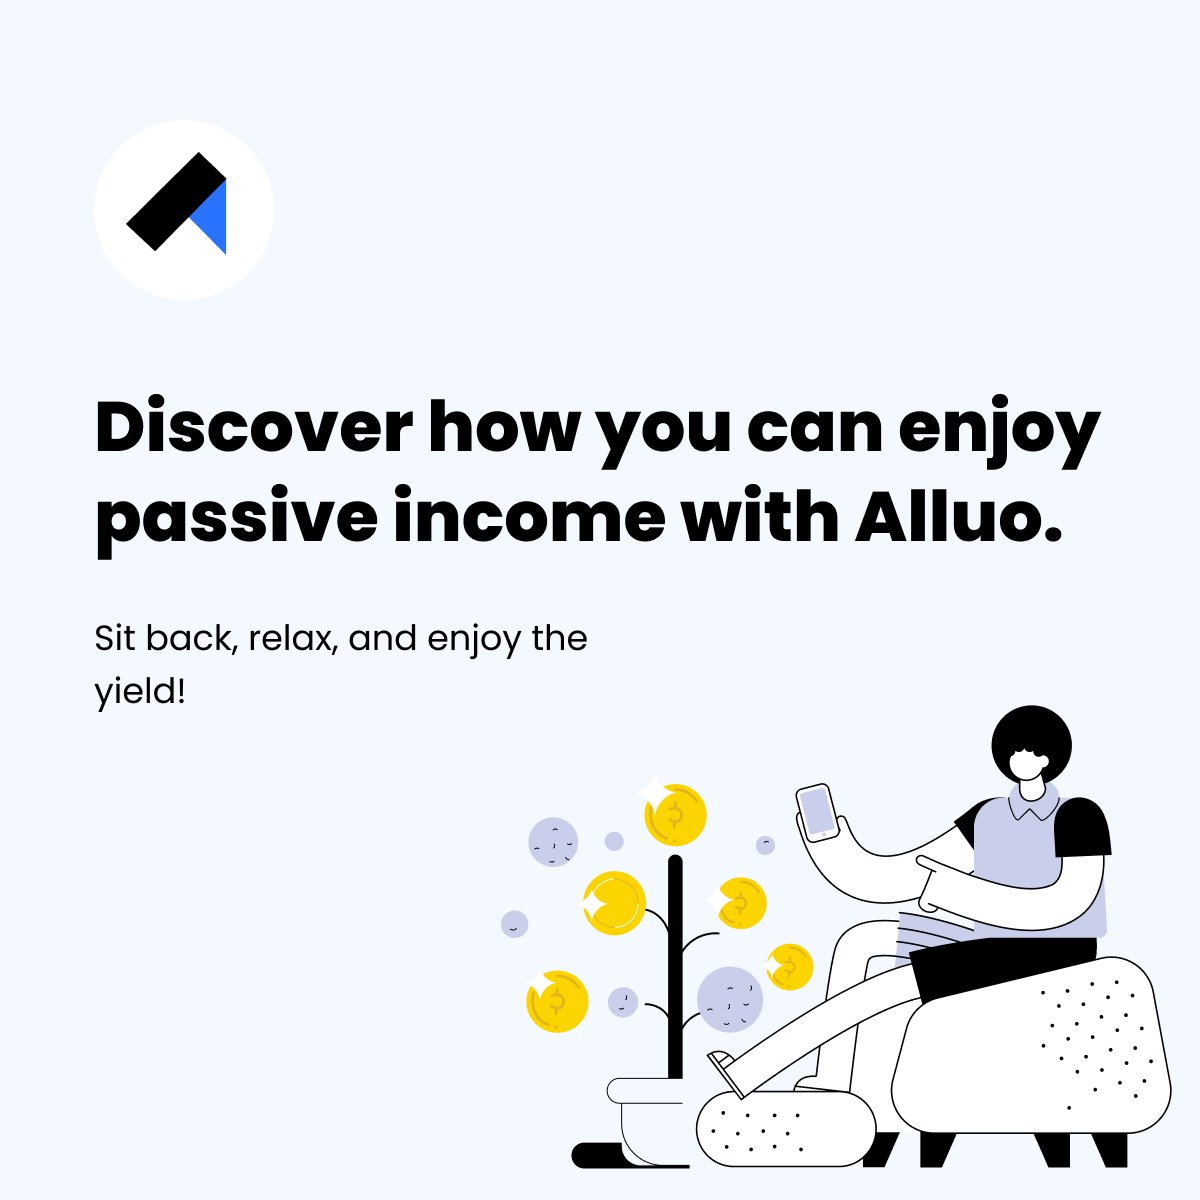 Discover how you can enjoy
passive income with Alluo.
Sit back, relax, and enjoy the
yield!